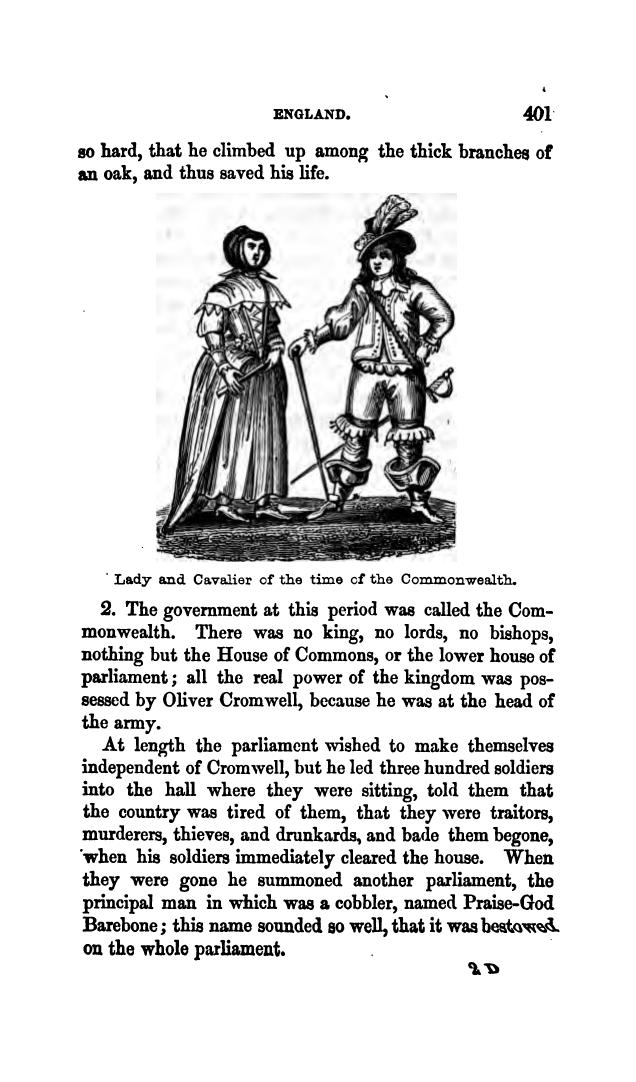 ENGLAND. 401
so hard, that he climbed up among the thick branches of
an oak, and thus saved his life.
Lady and Cavalier of the time of the Commonwealth.
2. The government at this period was called the Com-
monwealth. There was no king, no lords, no bishops,
nothing but the House of Commons, or the lower house of
parliament; all the real power of the kingdom was pos-
sessed by Oliver Cromwell, because he was at the head of
the army.
At length the parliament wished to make themselves
independent of Cromwell, but he led three hundred soldiers
into the hall where they were sitting, told them that
the country was tired of them, that they were traitors,
murderers, thieves, and drunkards, and bade them begone,
when his soldiers immediately cleared the house. When
they were gone he summoned another parliament, the
principal man in which was a cobbler, named Praise-God
Barebone; this name sounded so well, that it was bestowed
on the whole parliament.
2 D